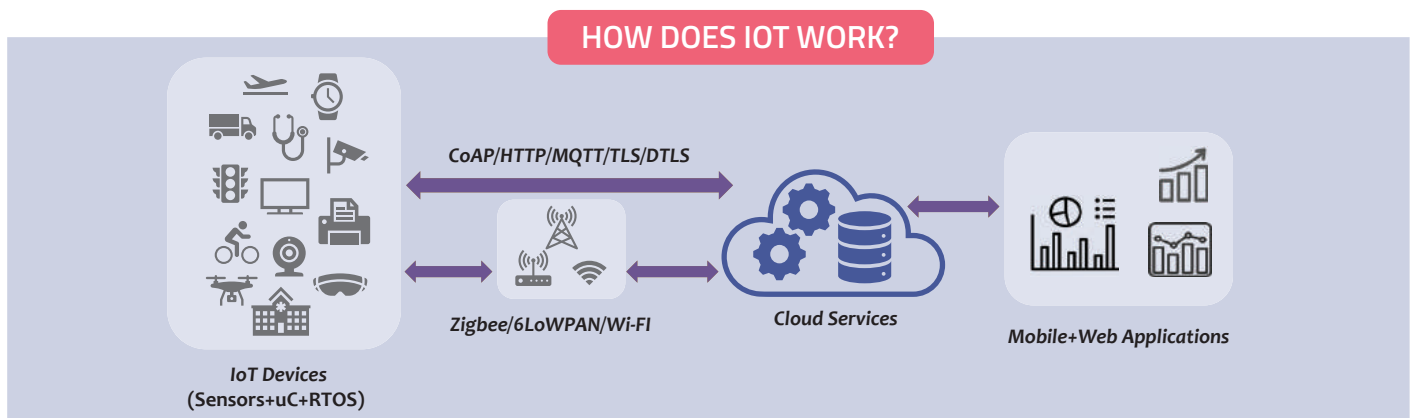 HOW DOES IOT WORK?
CoAP/HTTP/MQTT/TLS/DTLS
Zigbee/6LoWPAN/Wi-FI
Cloud Services
Mobile+Web Applications
IoT Devices
(Sensors+uC+RTOS)